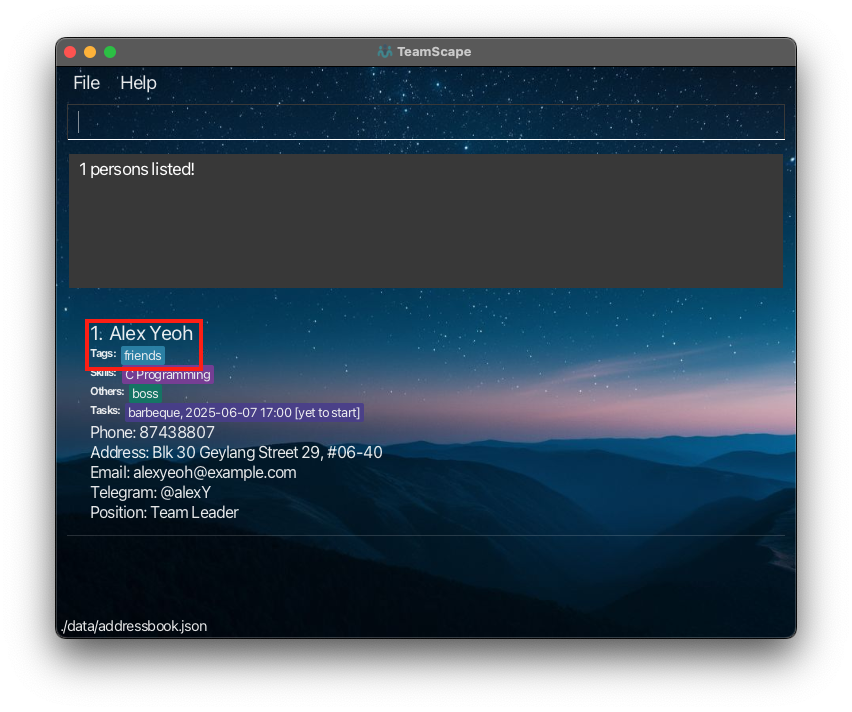 TeamScape
File Help
1 persons listed!
1. Alex Yeoh
Tags: friends
Skills: C Programming
Others: boss
Tasks: barbeque, 2025-06-07 17:00 [yet to start]
Phone: 87438807
Address: Blk 30 Geylang Street 29, #06-40
Email: alexyeoh@example.com
Telegram: @alexY
Position: Team Leader
./data/addressbook.json